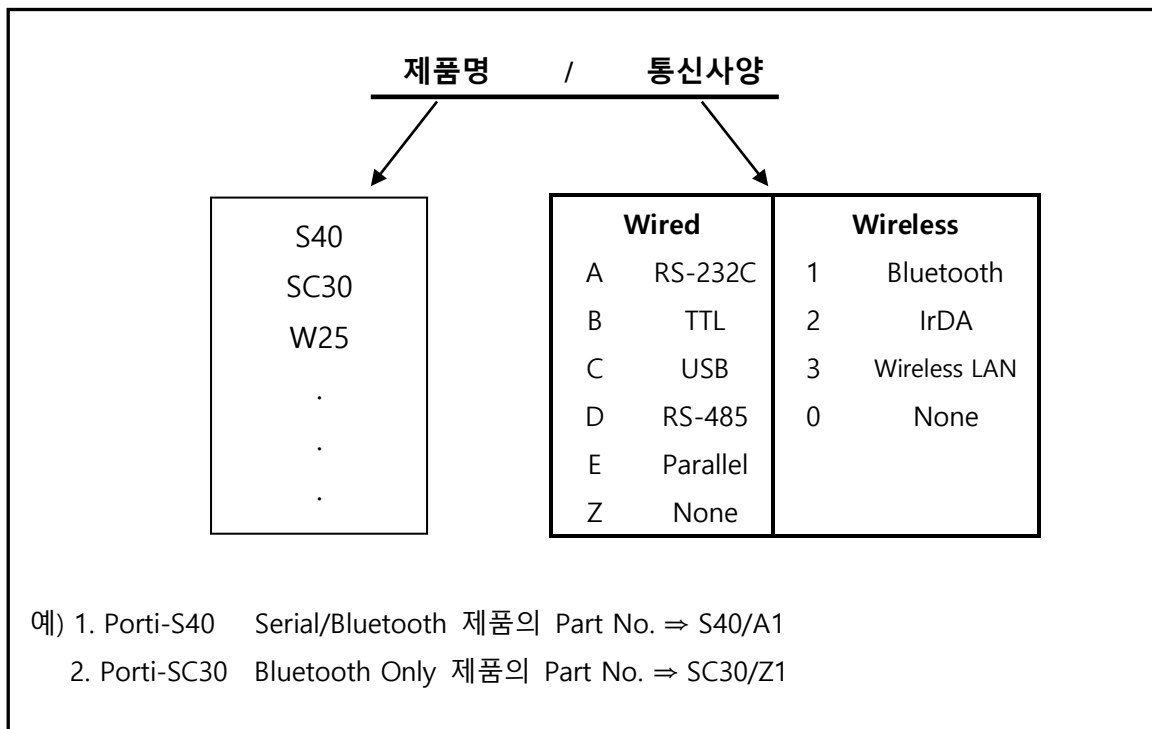 제품명 / 통신사양
S40
SC30
W25
.
.
.
Wired Wireless
A RS-232C 1 Bluetooth
B TTL 2 IrDA
C USB 3 Wireless LAN
D RS-485 0 None
E Parallel
Z None
예) 1. Porti-S40 Serial/Bluetooth 제품의 Part No. ⇒ S40/A1
2. Porti-SC30 Bluetooth Only 제품의 Part No. ⇒ SC30/Z1